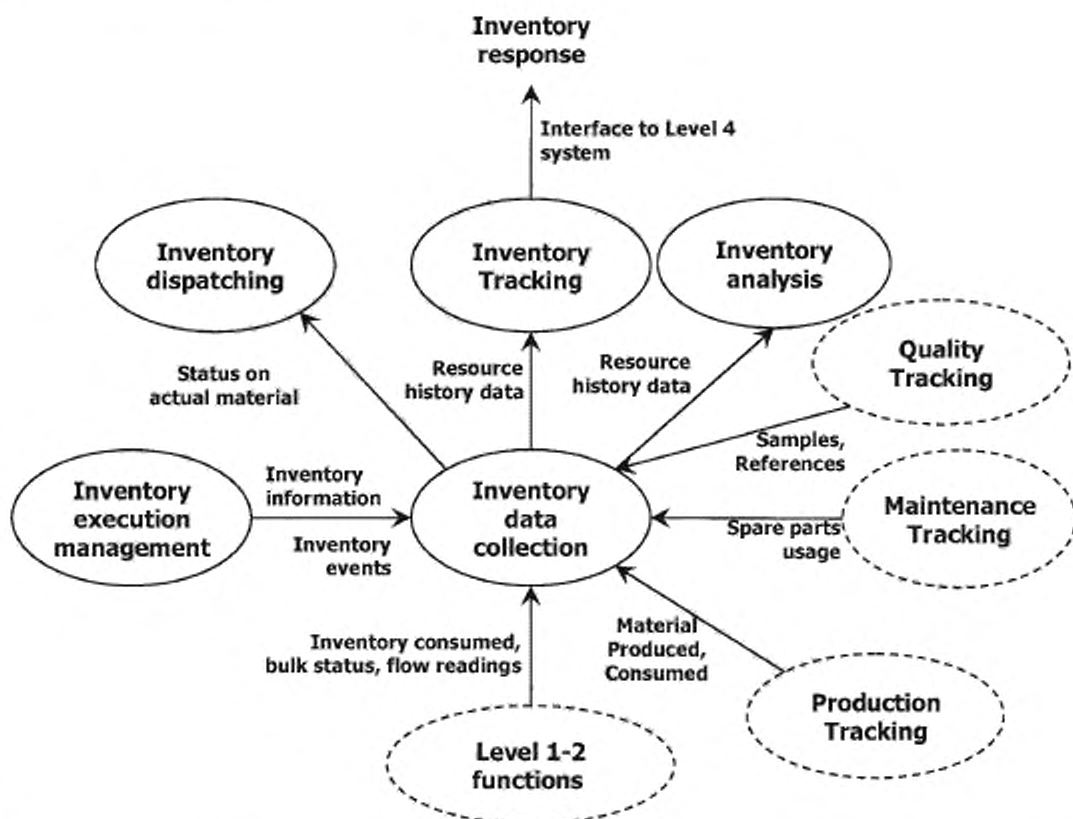 Inventory
response
Interface to Level 4
system
Inventory
dispatching
Inventory
Tracking
Inventory
analysis
Quality
Tracking
Status on
actual material
Resource
history data
Resource
history data
Samples,
References
Inventory
execution
management
Inventory
information
Inventory
events
Inventory
data
collection
Spare parts
usage
Maintenance
Tracking
Inventory consumed,
bulk status, flow readings
Material
Produced,
Consumed
Production
Tracking
Level 1-2
functions